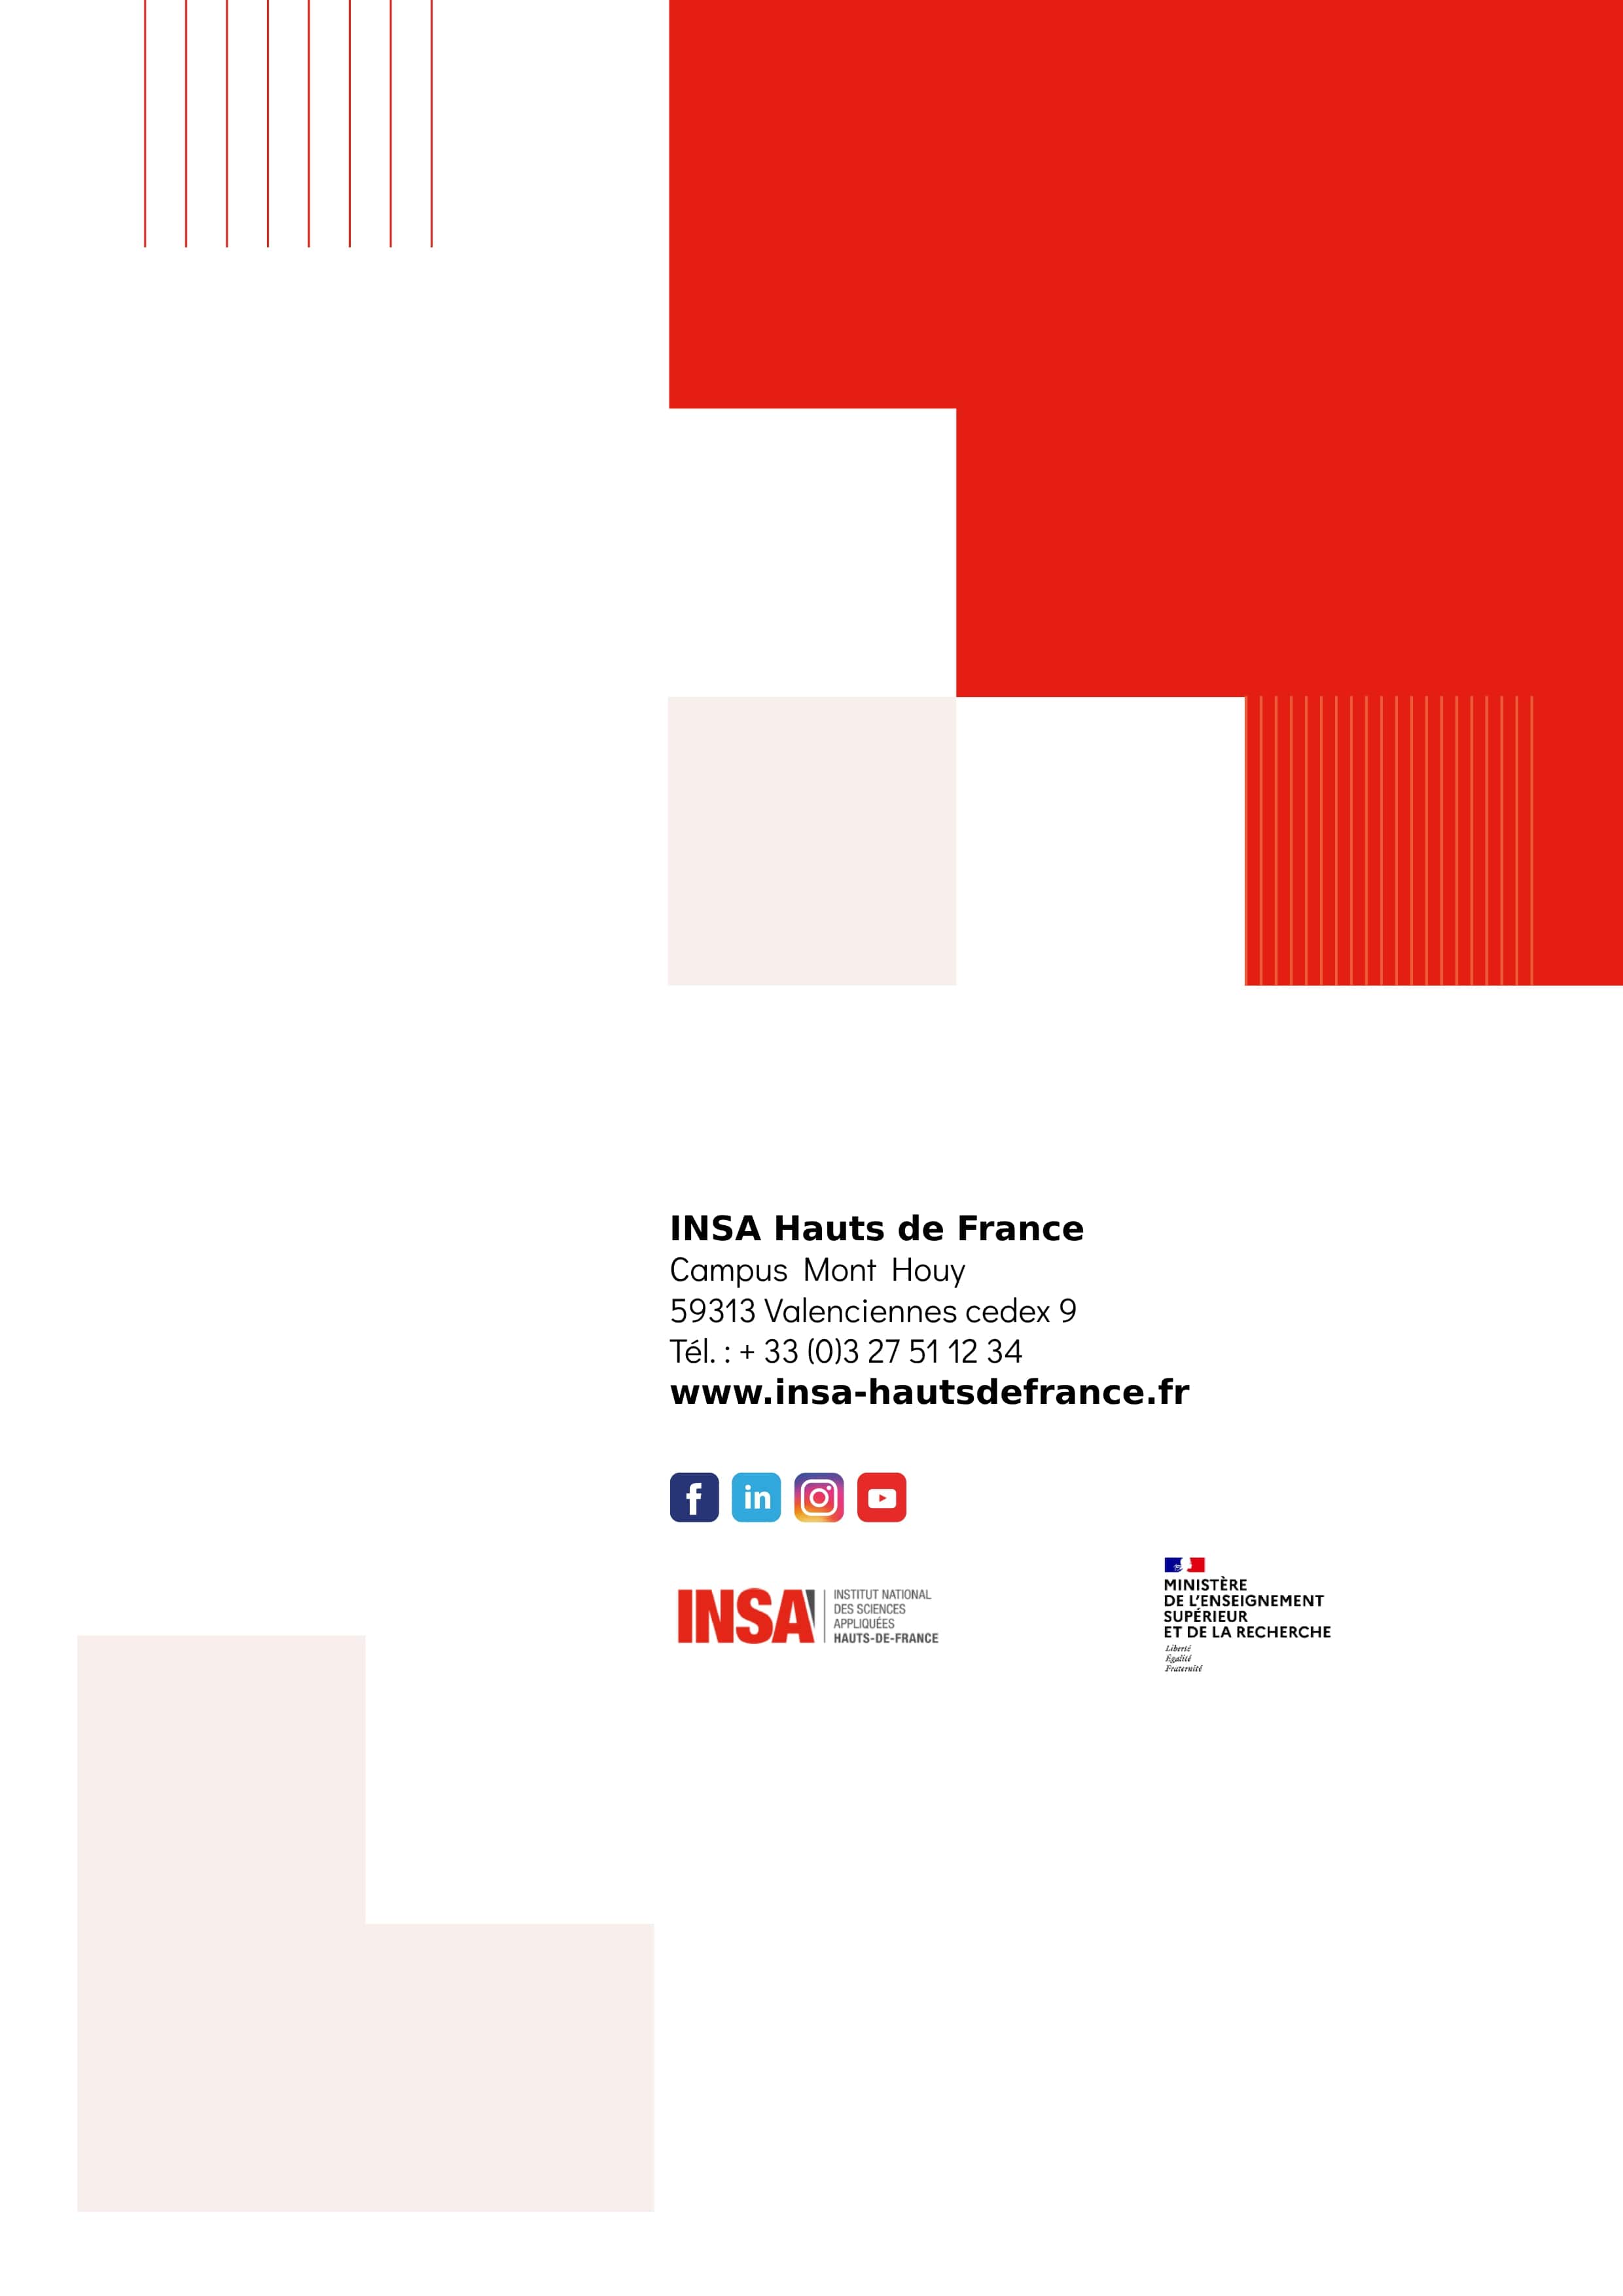 INSA Hauts de France
Campus Mont Houy
59313 Valenciennes cedex 9
Tél. : + 33 (0)3 27 51 12 34
www.insa-hautsdefrance.fr
f in
INSA
INSTITUT NATIONAL
DES SCIENCES
APPLIQUÉES
HAUTS-DE-FRANCE
MINISTÈRE
DE L'ENSEIGNEMENT
SUPÉRIEUR
ET DE LA RECHERCHE
Liberté
Égalité
Fraternité